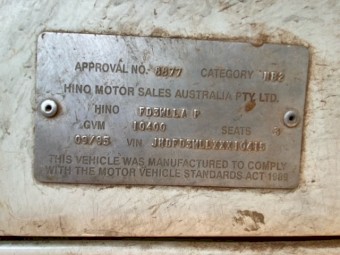 APPROVAL NO. 8877 CATEGORY NB2
HINO MOTOR SALES AUSTRALIA PTY. LTD.
HINO
GVM 10400 SEATS 3
VIN
THIS VEHICLE WAS MANUFACTURED TO COMPLY
WITH THE MOTOR VEHICLE STANDARDS ACT 1989